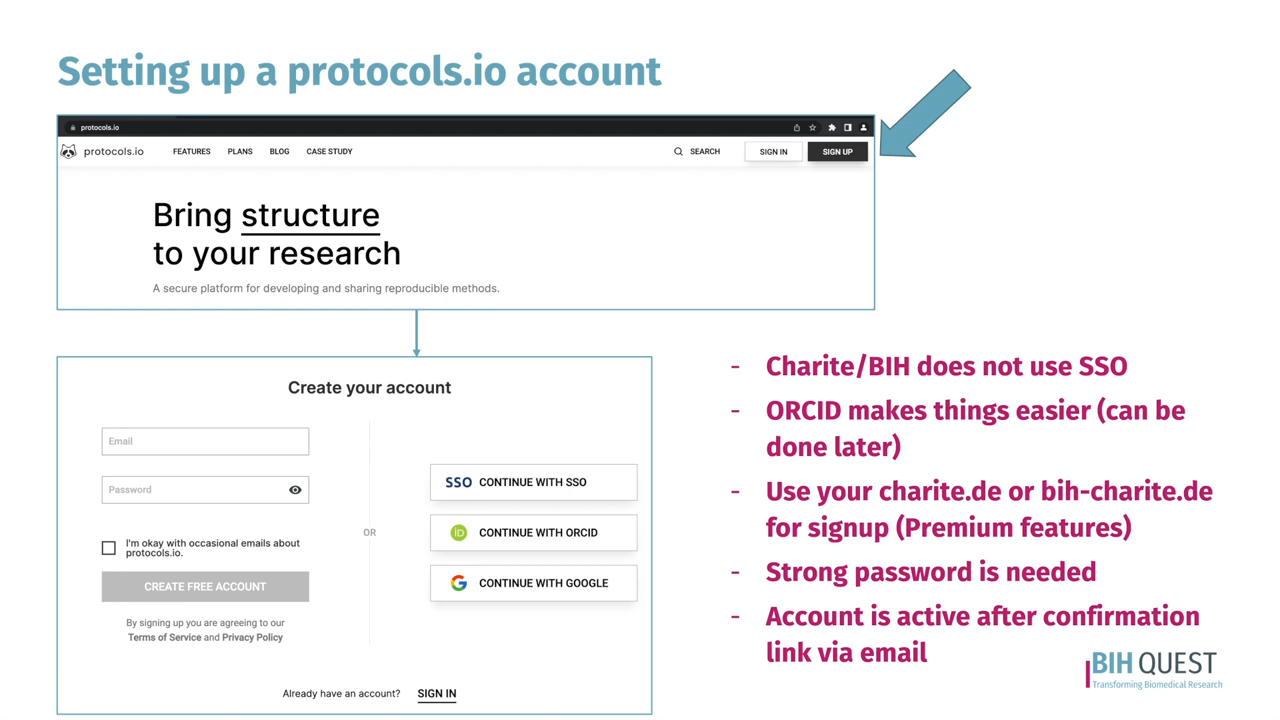 Setting up a protocols.io account
protocols.io
protocols.io FEATURES PLANS BLOG CASE STUDY SEARCH SIGN IN SIGN UP
Bring structure
to your research
A secure platform for developing and sharing reproducible methods.
Create your account
Email
Password
I'm okay with occasional emails about
protocols.io.
CREATE FREE ACCOUNT
By signing up you are agreeing to our
Terms of Service and Privacy Policy
OR
SSO CONTINUE WITH SSO
iD CONTINUE WITH ORCID
G CONTINUE WITH GOOGLE
Already have an account? SIGN IN
- Charite/BIH does not use SSO
- ORCID makes things easier (can be
done later)
- Use your charite.de or bih-charite.de
for signup (Premium features)
- Strong password is needed
- Account is active after confirmation
link via email
BIH QUEST
Transforming Biomedical Research